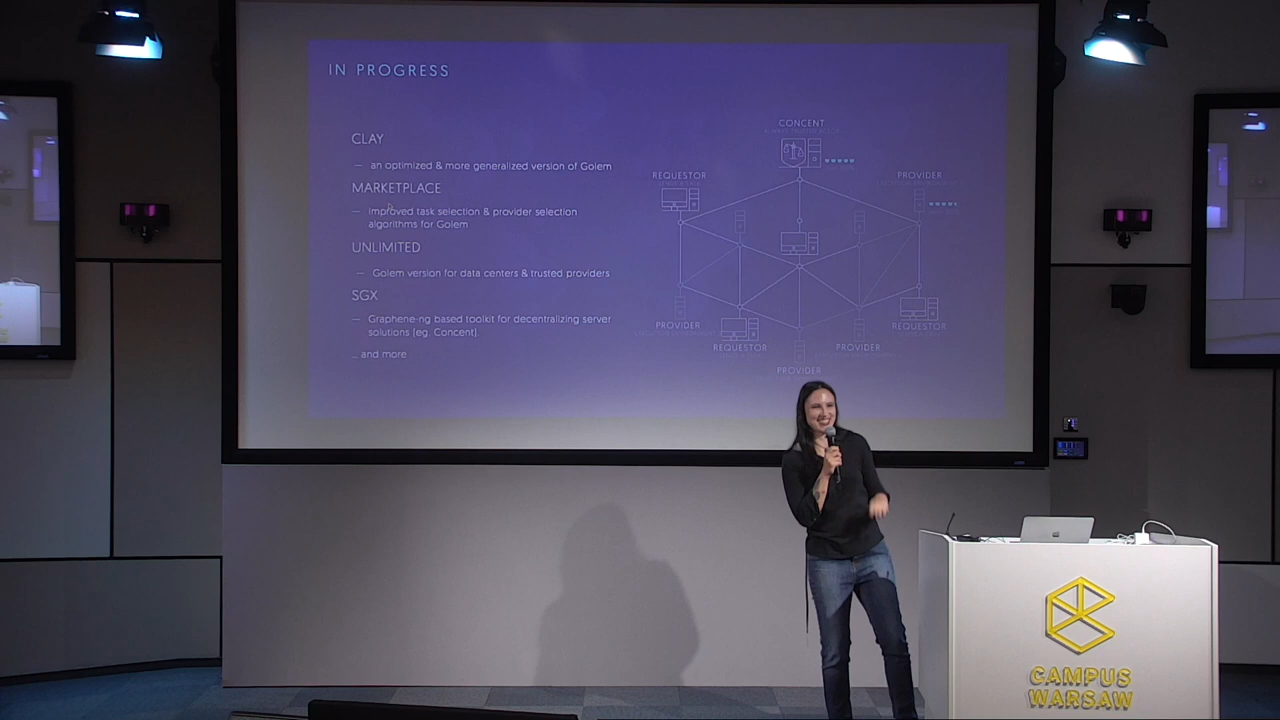 IN PROGRESS
CLAY
— an optimized & more generalized version of Golem
MARKETPLACE
— improved task selection & provider selection
algorithms for Golem
UNLIMITED
— Golem version for data centers & trusted providers
SGX
— Graphene-ng based toolkit for decentralizing server
solutions [eg. Concent]
... and more
CONCENT
REQUESTOR
PROVIDER
PROVIDER
REQUESTOR
PROVIDER
REQUESTOR
PROVIDER
CAMPUS
WARSAW